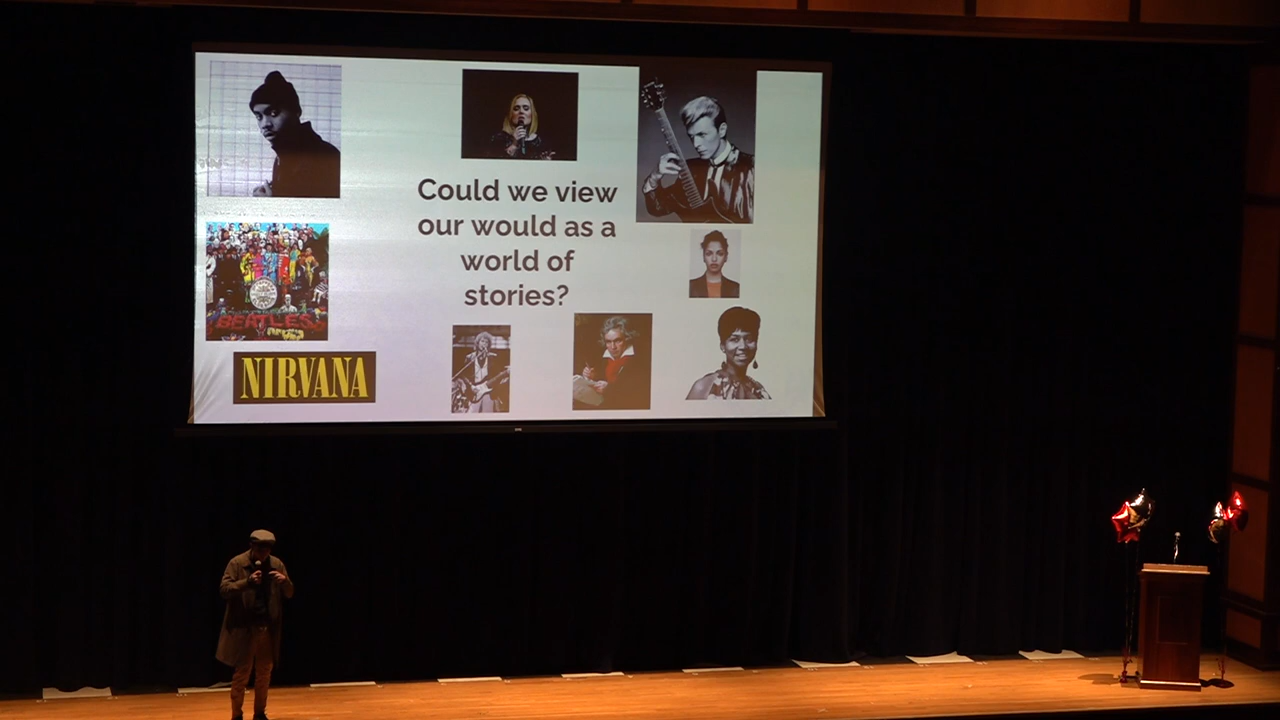 Could we view
our would as a
world of
stories?
BEATLES
NIRVANA